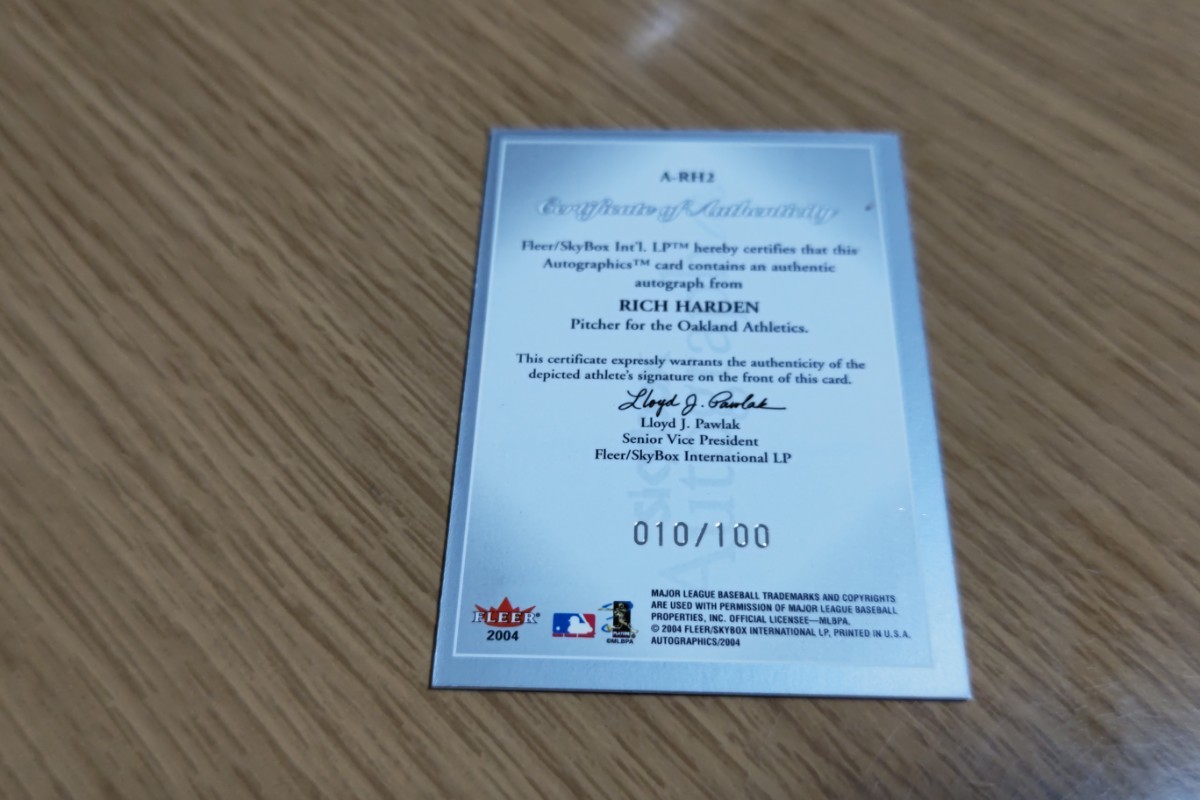 A-RH2
Certificate of Authenticity
Fleer/SkyBox Int'l. LP™ hereby certifies that this
Autographics™ card contains an authentic
autograph from
RICH HARDEN
Pitcher for the Oakland Athletics.
This certificate expressly warrants the authenticity of the
depicted athlete's signature on the front of this card.
Lloyd J. Pawlak
Lloyd J. Pawlak
Senior Vice President
Fleer/SkyBox International LP
010/100
FLEER®
2004
©MLBPA
MAJOR LEAGUE BASEBALL TRADEMARKS AND COPYRIGHTS
ARE USED WITH PERMISSION OF MAJOR LEAGUE BASEBALL
PROPERTIES, INC. OFFICIAL LICENSEE—MLBPA.
© 2004 FLEER/SKYBOX INTERNATIONAL LP, PRINTED IN U.S.A.
AUTOGRAPHICS/2004